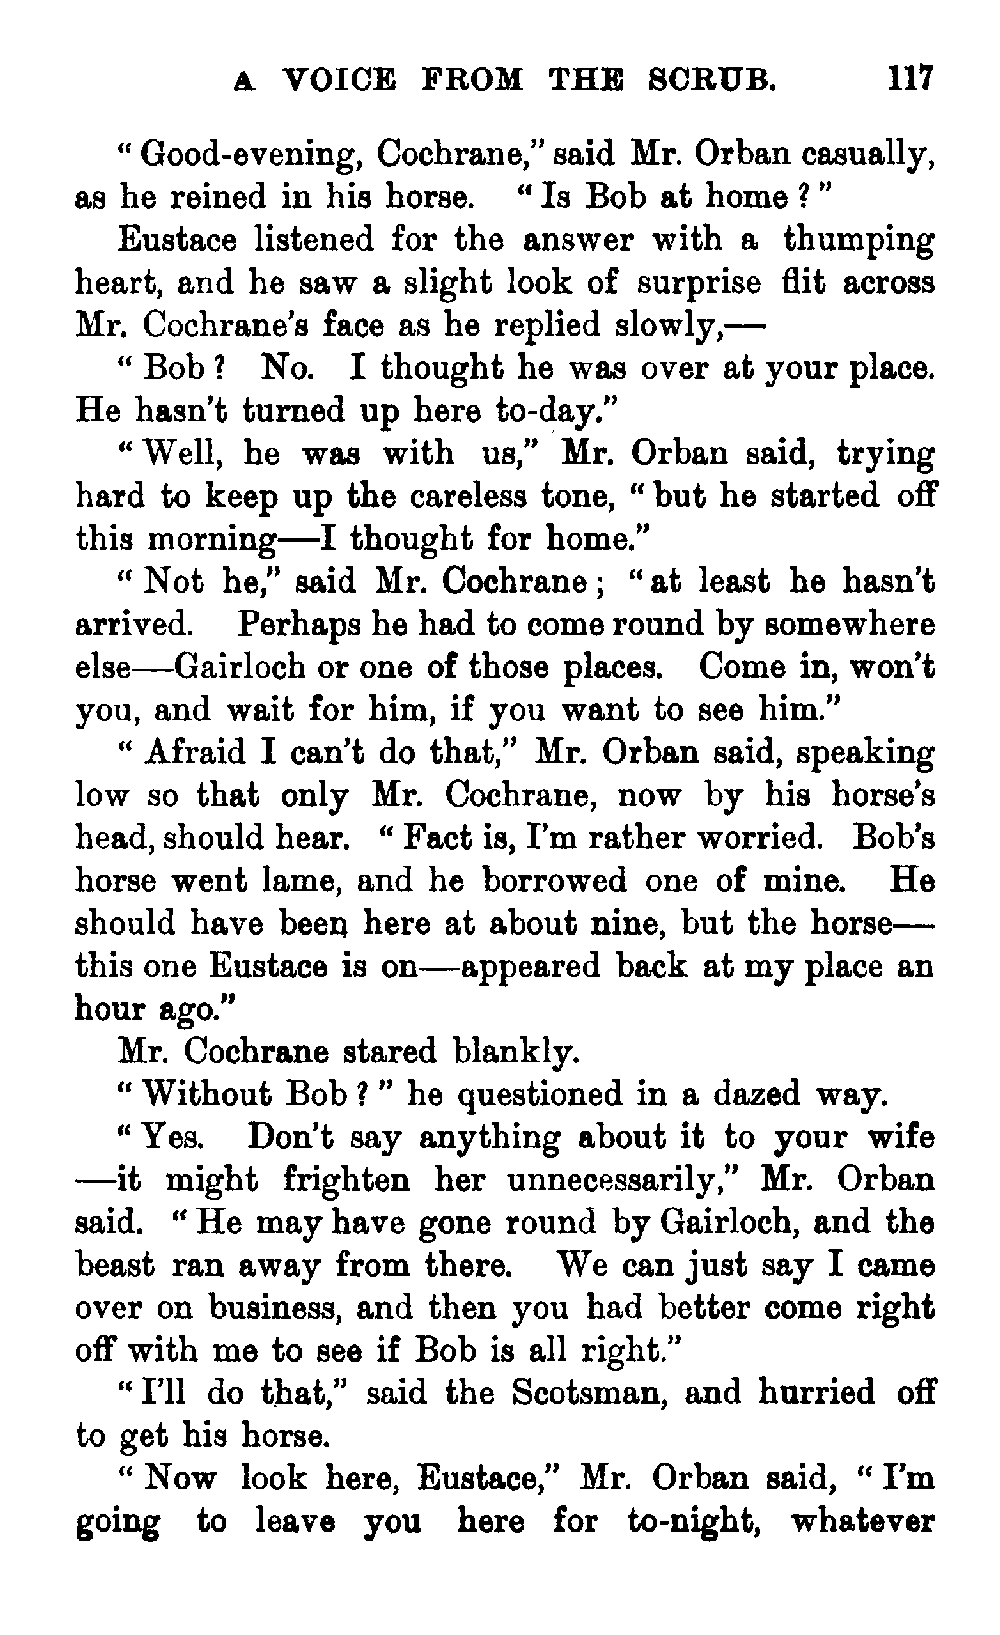 A VOICE FROM THE SCRUB. 117
“Good-evening, Cochrane,” said Mr. Orban casually,
as he reined in his horse. “Is Bob at home?”
Eustace listened for the answer with a thumping
heart, and he saw a slight look of surprise flit across
Mr. Cochrane’s face as he replied slowly,—
“Bob? No. I thought he was over at your place.
He hasn’t turned up here to-day.”
“Well, he was with us,” Mr. Orban said, trying
hard to keep up the careless tone, “but he started off
this morning—I thought for home.”
“Not he,” said Mr. Cochrane; “at least he hasn’t
arrived. Perhaps he had to come round by somewhere
else—Gairloch or one of those places. Come in, won’t
you, and wait for him, if you want to see him.”
“Afraid I can’t do that,” Mr. Orban said, speaking
low so that only Mr. Cochrane, now by his horse’s
head, should hear. “Fact is, I’m rather worried. Bob’s
horse went lame, and he borrowed one of mine. He
should have been here at about nine, but the horse—
this one Eustace is on—appeared back at my place an
hour ago.”
Mr. Cochrane stared blankly.
“Without Bob?” he questioned in a dazed way.
“Yes. Don’t say anything about it to your wife
—it might frighten her unnecessarily,” Mr. Orban
said. “He may have gone round by Gairloch, and the
beast ran away from there. We can just say I came
over on business, and then you had better come right
off with me to see if Bob is all right.”
“I’ll do that,” said the Scotsman, and hurried off
to get his horse.
“Now look here, Eustace,” Mr. Orban said, “I’m
going to leave you here for to-night, whatever